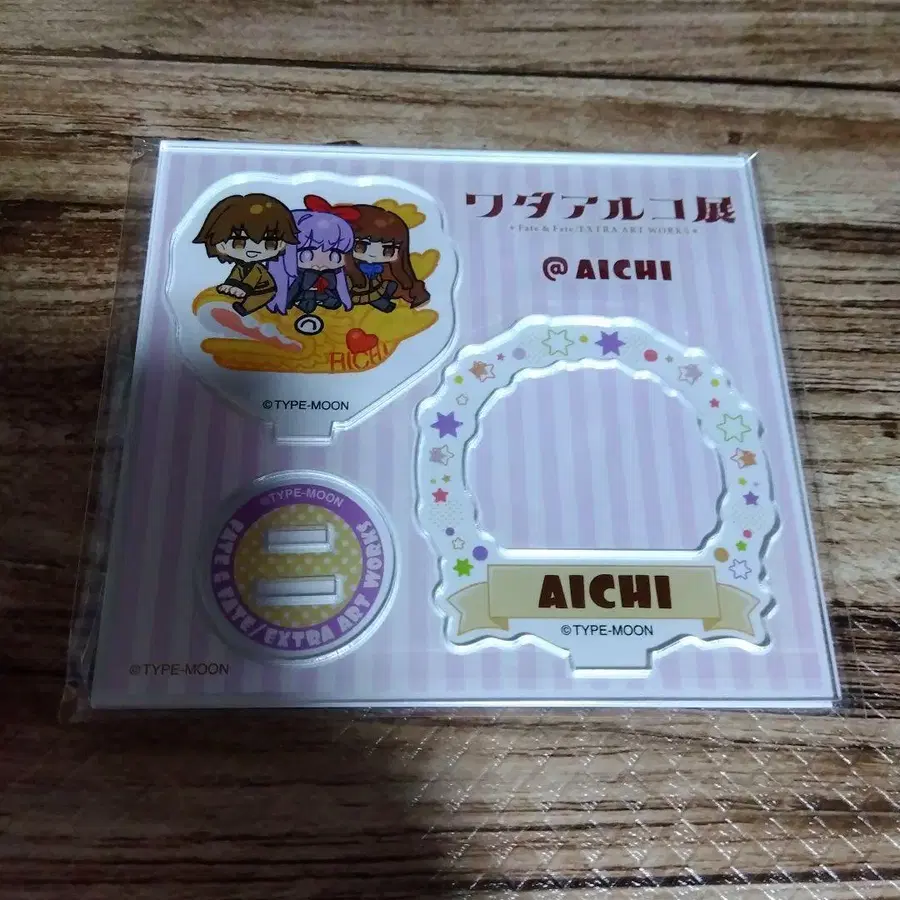 ワダアルコ展
Fate & Fate/EXTRA ART WORKS
@ AICHI
AICHI
©TYPE-MOON
©TYPE-MOON
FATE & FATE/EXTRA ART WORKS
AICHI
©TYPE-MOON
©TYPE-MOON